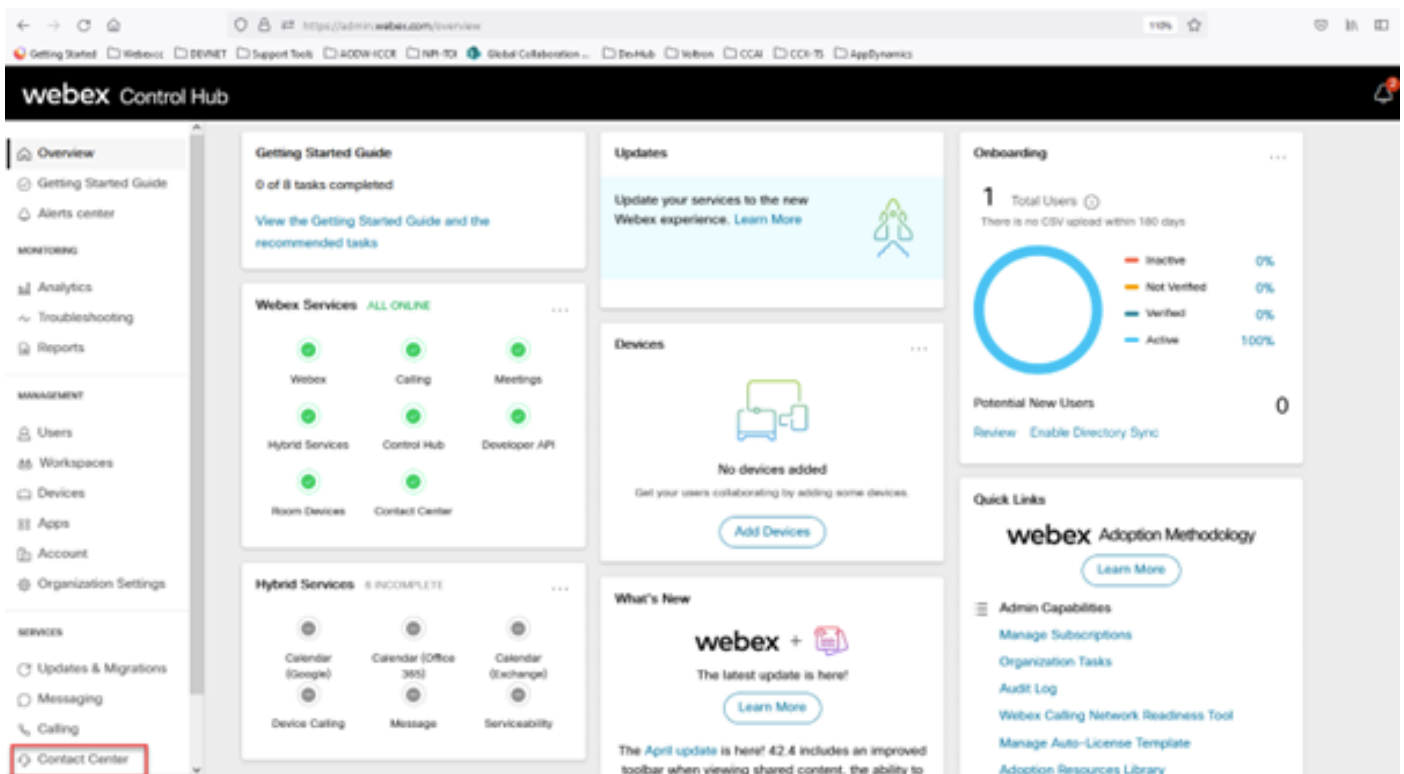 https://admin.webex.com/overview
110%
Getting Started
Webexcc
DEVNET
Support Tools
NPI-TOI
Global Collaboration ...
DevHub
Voltron
CCAI
AppDynamics
webex Control Hub
2
Overview
Getting Started Guide
Alerts center
MONITORING
Analytics
Troubleshooting
Reports
MANAGEMENT
Users
Workspaces
Devices
Apps
Account
Organization Settings
SERVICES
Updates & Migrations
Messaging
Calling
Contact Center
Getting Started Guide
0 of 8 tasks completed
View the Getting Started Guide and the
recommended tasks
Webex Services ALL ONLINE
Webex Calling Meetings
Hybrid Services Control Hub Developer API
Room Devices Contact Center
Hybrid Services 6 INCOMPLETE
Calendar (Google)
Calendar (Office 365)
Calendar (Exchange)
Device Calling Message Serviceability
Updates
Update your services to the new
Webex experience. Learn More
Devices
No devices added
Get your users collaborating by adding some devices.
Add Devices
What's New
webex +
The latest update is here!
Learn More
The April update is here! 42.4 includes an improved
toolbar when viewing shared content, the ability to
Onboarding
1 Total Users
There is no CSV upload within 180 days
Inactive 0%
Not Verified 0%
Verified 0%
Active 100%
Potential New Users 0
Review Enable Directory Sync
Quick Links
webex Adoption Methodology
Learn More
Admin Capabilities
Manage Subscriptions
Organization Tasks
Audit Log
Webex Calling Network Readiness Tool
Manage Auto-License Template
Adoption Resources Library